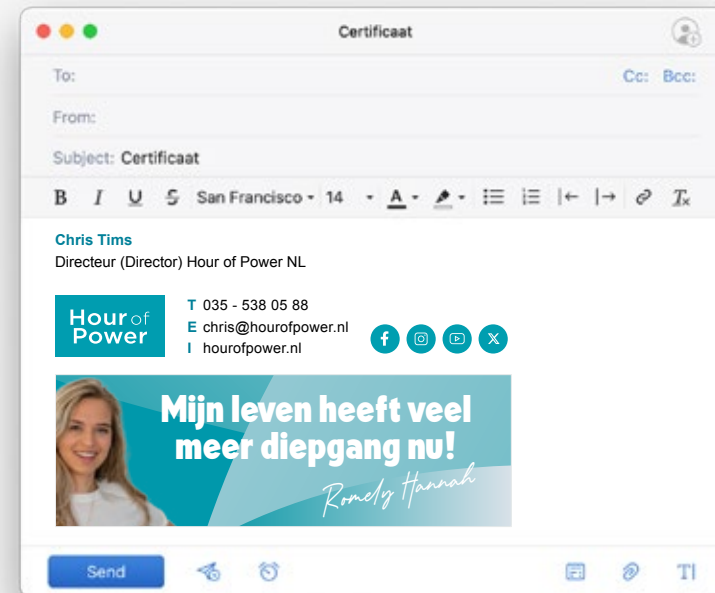 Certificaat
To:
Cc: Bcc:
From:
Subject: Certificaat
B I U S San Francisco 14 A
Chris Tims
Directeur (Director) Hour of Power NL
Hour of
Power
T 035 - 538 05 88
E chris@hourofpower.nl
I hourofpower.nl
Mijn leven heeft veel
meer diepgang nu!
Romely Hannah
Send